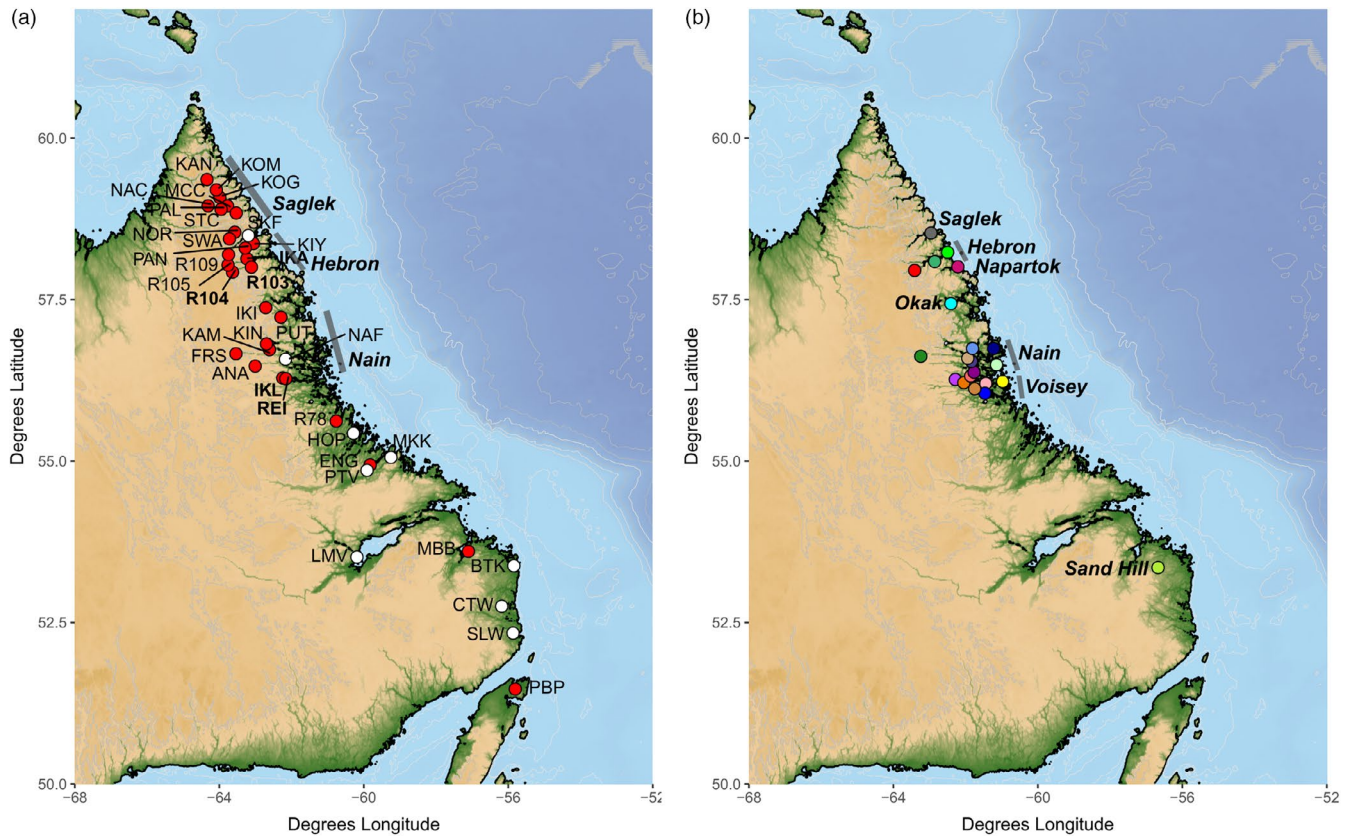 (a)
60.0
57.5
55.0
52.5
50.0
Degrees Latitude
KAN
KOM
NAC
MCC
KOG
PAL
Saglek
STC
SKF
NOR
SWA
KIY
PAN
IKA
R109
Hebron
R105
R103
R104
IKI
KIN
PUT
KAM
NAF
FRS
Nain
ANA
IKL
REI
R78
HOP
MKK
ENG
PTV
LMV
MBB
BTK
CTW
SLW
PBP
−68
−64
−60
−56
−52
Degrees Longitude
(b)
60.0
57.5
55.0
52.5
50.0
Degrees Latitude
Saglek
Hebron
Napartok
Okak
Nain
Voisey
Sand Hill
−68
−64
−60
−56
−52
Degrees Longitude